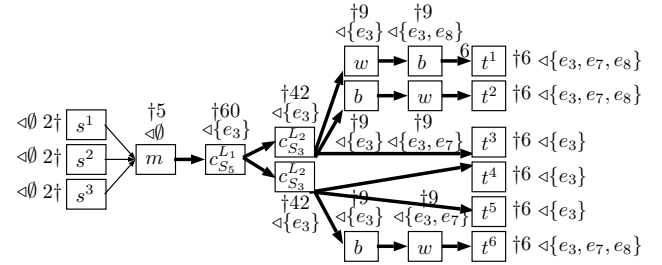 †9 †9
◁{e₃} ◁{e₃, e₈}
w b 6 t¹ †6 ◁{e₃, e₇, e₈}
†42
◁{e₃} b w t² †6 ◁{e₃, e₇, e₈}
†5 †60
◁∅ ◁{e₃}
◁∅ 2† s¹
c_{S₃}^{L₂} †9 †9
◁{e₃} ◁{e₃, e₇} t³ †6 ◁{e₃}
◁∅ 2† s² m c_{S₅}^{L₁}
c_{S₃}^{L₂} t⁴ †6 ◁{e₃}
◁∅ 2† s³
†42
◁{e₃} †9 †9
◁{e₃} ◁{e₃, e₇} t⁵ †6 ◁{e₃}
b w t⁶ †6 ◁{e₃, e₇, e₈}